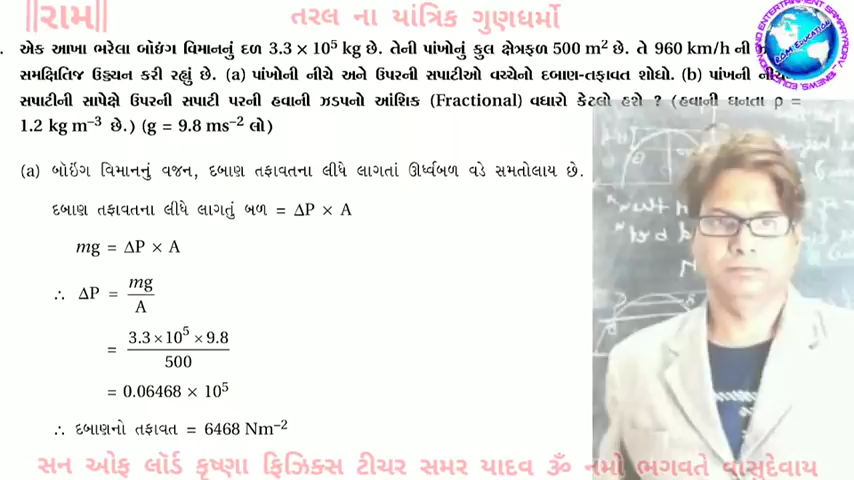 ||રામ||
તરલ ના યાંત્રિક ગુણધર્મો
. એક આખા ભરેલા બૉઇંગ વિમાનનું દળ 3.3 × 10⁵ kg છે. તેની પાંખોનું કુલ ક્ષેત્રફળ 500 m² છે. તે 960 km/h ની
સમક્ષિતિજ ઉડ્ડયન કરી રહ્યું છે. (a) પાંખોની નીચે અને ઉપરની સપાટીઓ વચ્ચેનો દબાણ-તફાવત શોધો. (b) પાંખની
સપાટીની સાપેક્ષે ઉપરની સપાટી પરની હવાની ઝડપનો આંશિક (Fractional) વધારો કેટલો હશે ? (હવાની ઘનતા ρ =
1.2 kg m⁻³ છે.) (g = 9.8 ms⁻² લો)
(a) બૉઇંગ વિમાનનું વજન, દબાણ તફાવતના લીધે લાગતાં ઊર્ધ્વબળ વડે સમતોલાય છે.
દબાણ તફાવતના લીધે લાગતું બળ = ΔP × A
mg = ΔP × A
∴ ΔP = mg / A
= 3.3 × 10⁵ × 9.8 / 500
= 0.06468 × 10⁵
∴ દબાણનો તફાવત = 6468 Nm⁻²
સન ઓફ લૉર્ડ કૃષ્ણા ફિઝિક્સ ટીચર સમર યાદવ ૐ નમો ભગવતે વાસુદેવાય
RGM EDUCATION